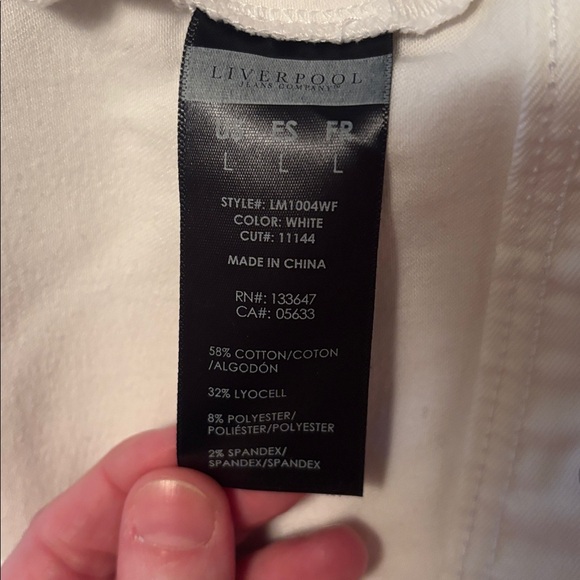 LIVERPOOL
JEANS COMPANY
US ES FR
L L L
STYLE#: LM1004WF
COLOR: WHITE
CUT#: 11144
MADE IN CHINA
RN#: 133647
CA#: 05633
58% COTTON/COTON
/ALGODÓN
32% LYOCELL
8% POLYESTER/
POLIÉSTER/POLYESTER
2% SPANDEX/
SPANDEX/SPANDEX